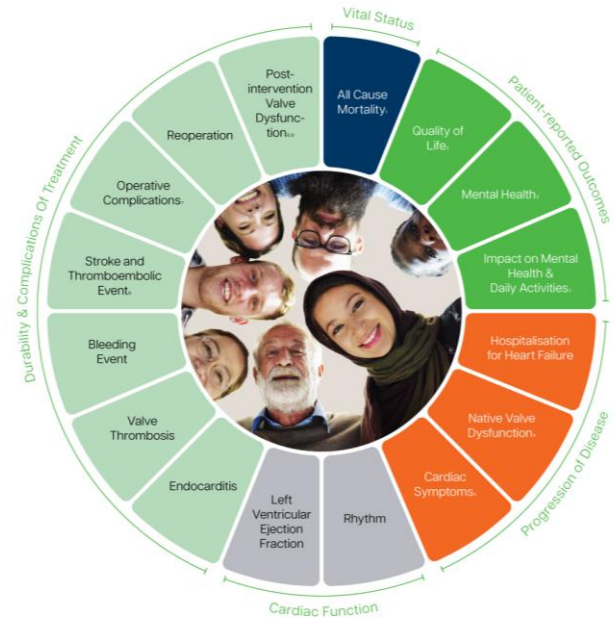 Vital Status
All Cause
Mortality
Patient-reported Outcomes
Quality of
Life
Mental Health
Impact on Mental
Health &
Daily Activities
Progression of Disease
Hospitalisation
for Heart Failure
Native Valve
Dysfunction
Cardiac
Symptoms
Cardiac Function
Rhythm
Left
Ventricular
Ejection
Fraction
Durability & Complications Of Treatment
Endocarditis
Valve
Thrombosis
Bleeding
Event
Stroke and
Thromboembolic
Event
Operative
Complications
Reoperation
Post-
intervention
Valve
Dysfunc-
tion